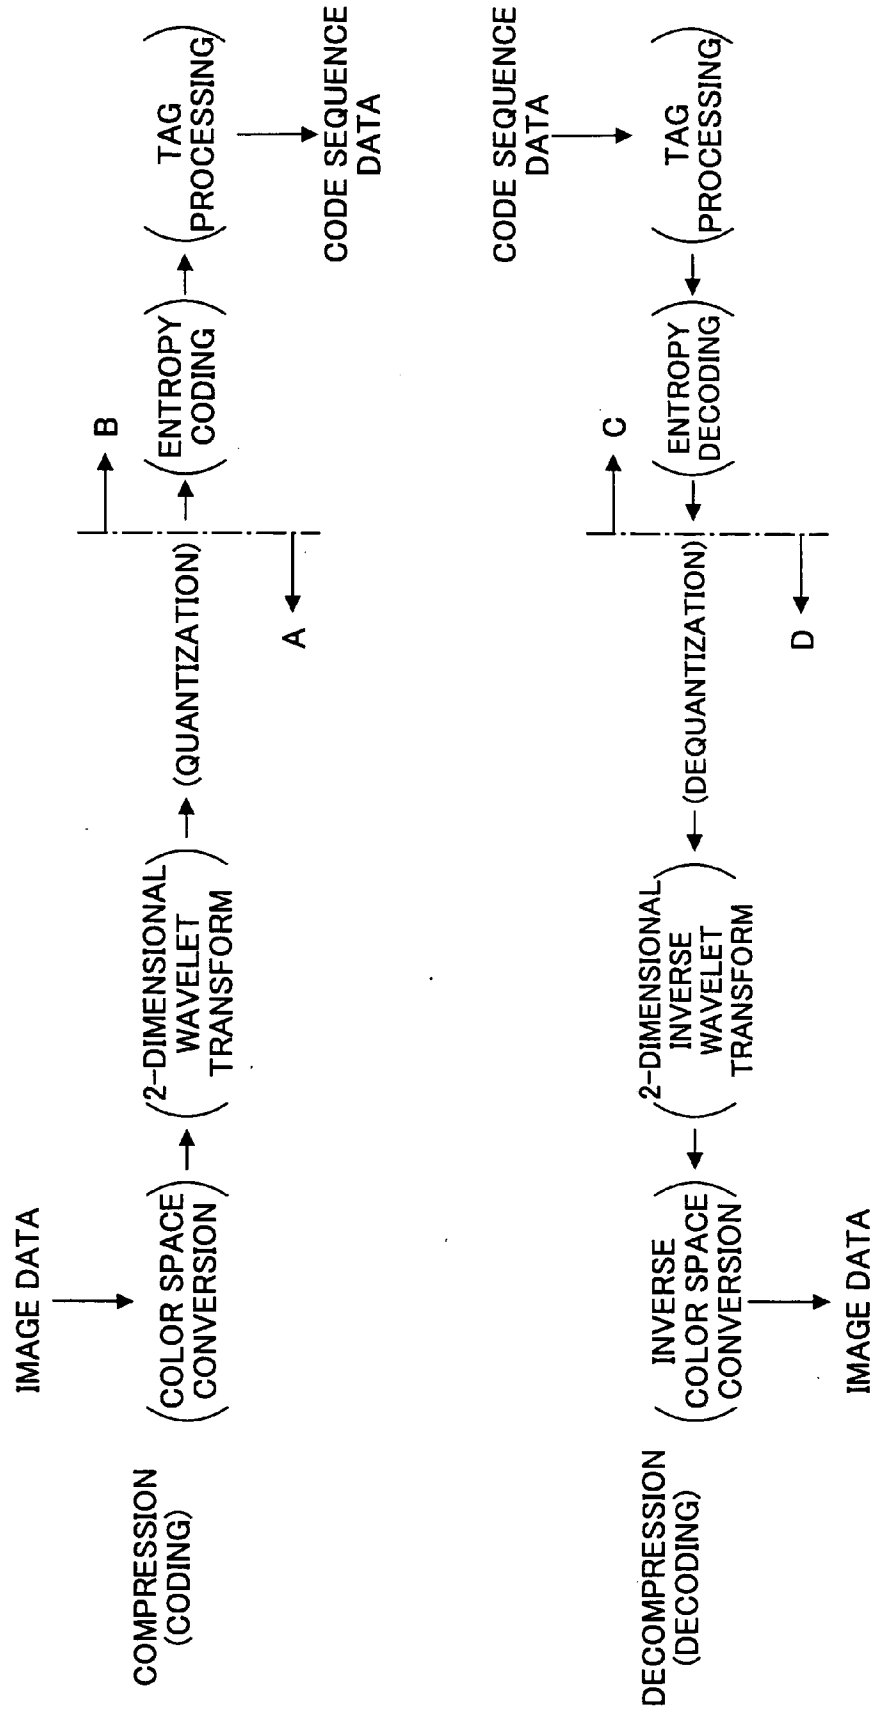 IMAGE DATA
COMPRESSION
(CODING)
COLOR SPACE
CONVERSION
2-DIMENSIONAL
WAVELET
TRANSFORM
(QUANTIZATION)
A
B
ENTROPY
CODING
TAG
PROCESSING
CODE SEQUENCE
DATA
CODE SEQUENCE
DATA
DECOMPRESSION
(DECODING)
INVERSE
COLOR SPACE
CONVERSION
2-DIMENSIONAL
INVERSE
WAVELET
TRANSFORM
(DEQUANTIZATION)
D
C
ENTROPY
DECODING
TAG
PROCESSING
IMAGE DATA